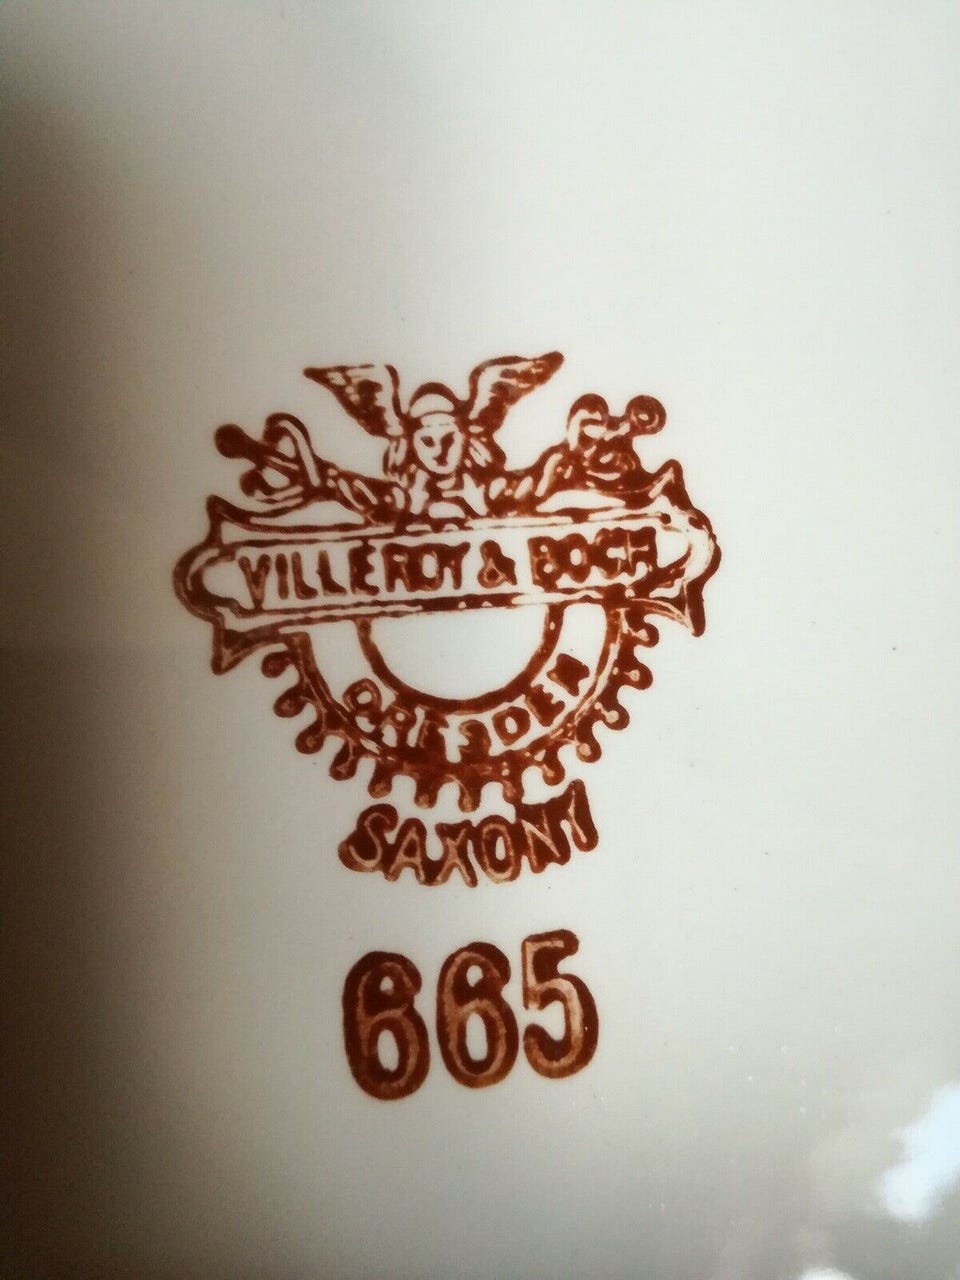 VILLEROY & BOCH
DRESDEN
SAXONY
665